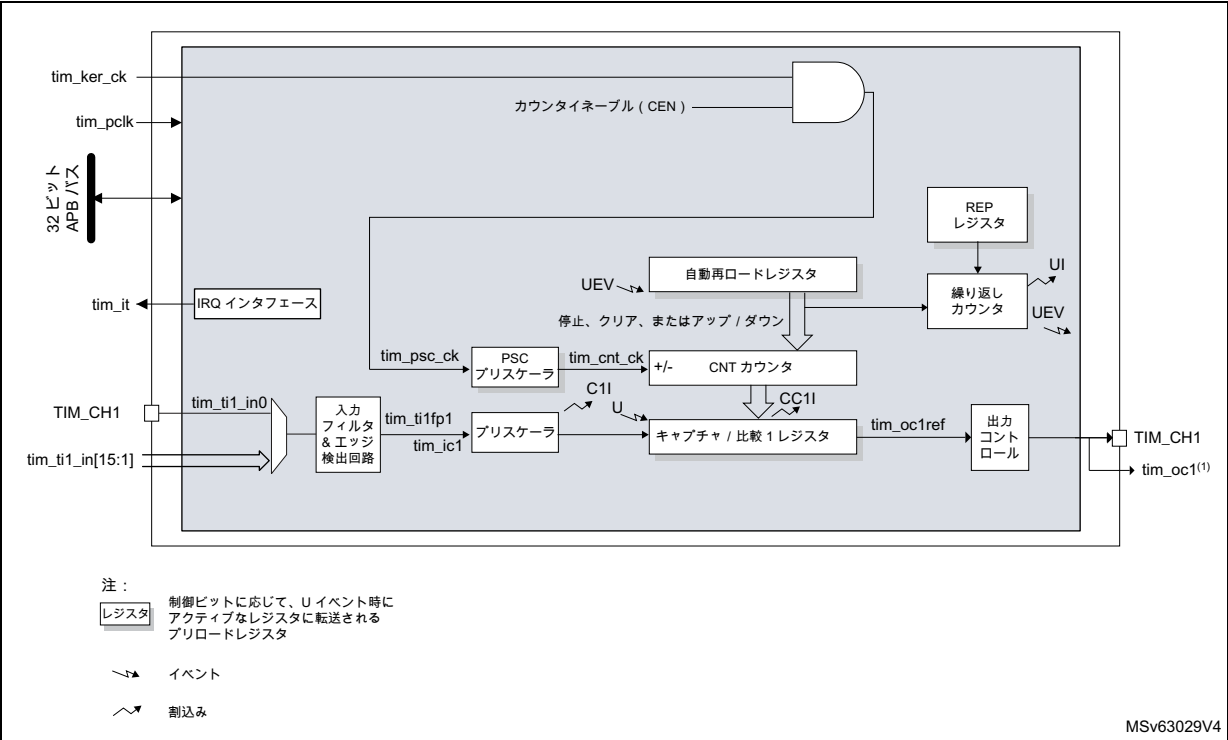 tim_ker_ck
カウンタイネーブル ( CEN )
tim_pclk
32 ビット
APB バス
REP
レジスタ
UI
自動再ロードレジスタ
UEV
繰り返し
カウンタ
tim_it
IRQ インタフェース
UEV
停止、クリア、またはアップ / ダウン
tim_psc_ck
PSC
プリスケーラ
tim_cnt_ck
+/-
CNT カウンタ
C1I
CC1I
U
TIM_CH1
tim_ti1_in0
入力
フィルタ
& エッジ
検出回路
tim_ti1fp1
tim_ic1
プリスケーラ
キャプチャ / 比較 1 レジスタ
tim_oc1ref
出力
コント
ロール
TIM_CH1
tim_ti1_in[15:1]
tim_oc1(1)
注 :
レジスタ
制御ビットに応じて、U イベント時に
アクティブなレジスタに転送される
プリロードレジスタ
イベント
割込み
MSv63029V4